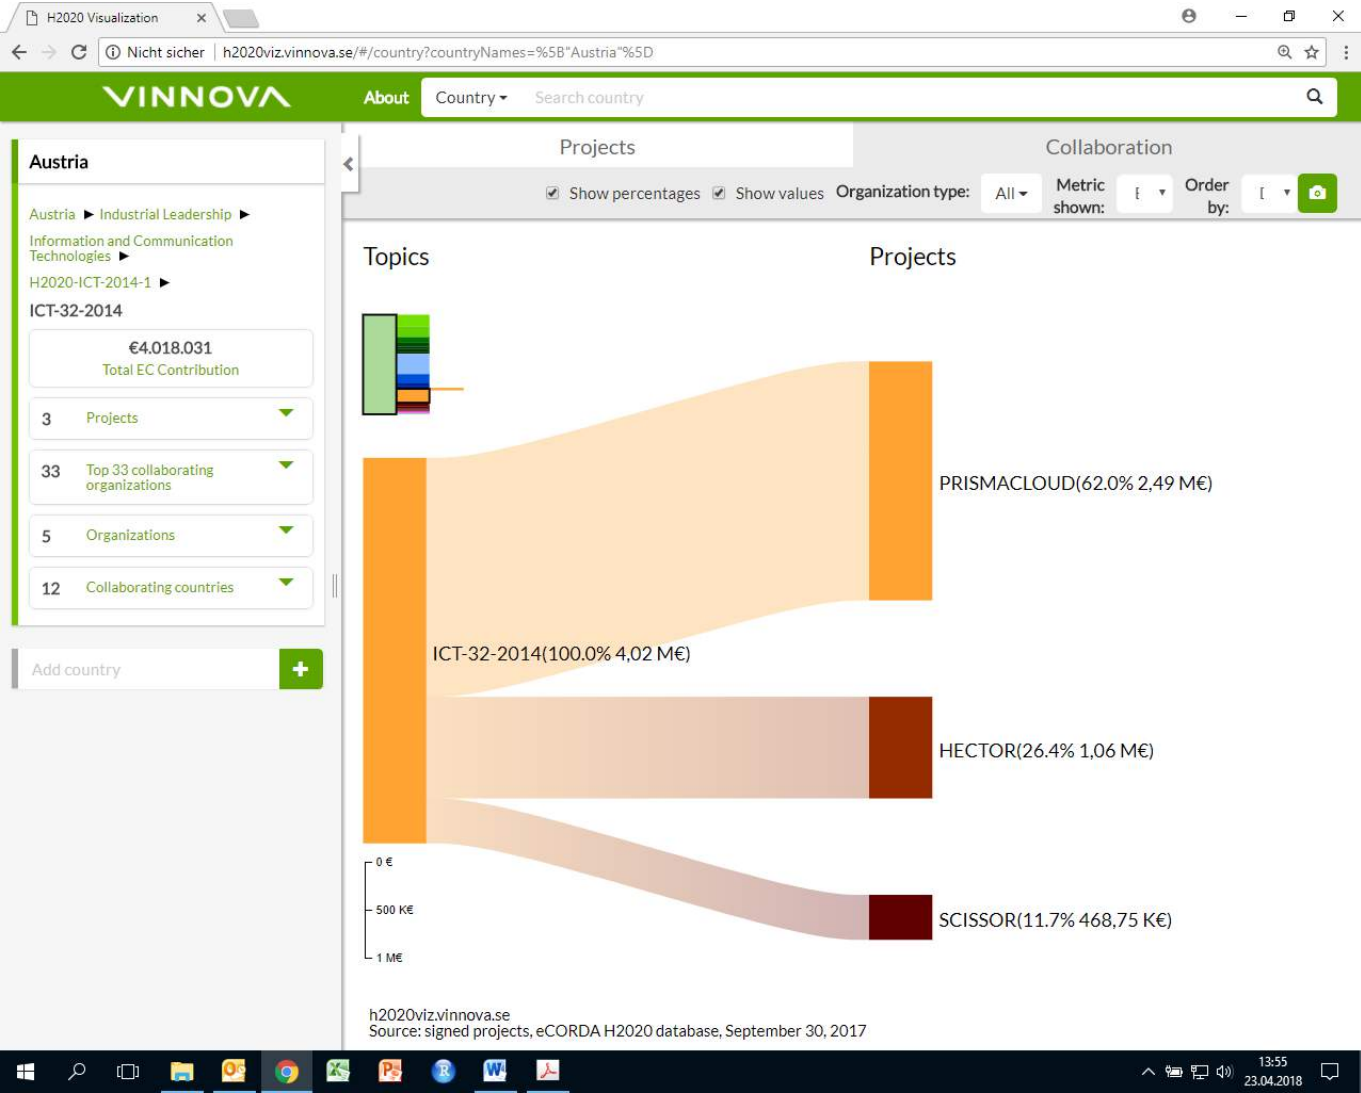 H2020 Visualization
Nicht sicher | h2020viz.vinnova.se/#/country?countryNames=%5B"Austria"%5D
VINNOVA About Country Search country
Austria
Austria ▶ Industrial Leadership ▶
Information and Communication
Technologies ▶
H2020-ICT-2014-1 ▶
ICT-32-2014
€4.018.031
Total EC Contribution
3 Projects
33 Top 33 collaborating
organizations
5 Organizations
12 Collaborating countries
Add country +
Projects Collaboration
Show percentages Show values Organization type: All Metric
shown: Order
by:
Topics Projects
PRISMACLOUD(62.0% 2,49 M€)
ICT-32-2014(100.0% 4,02 M€)
HECTOR(26.4% 1,06 M€)
SCISSOR(11.7% 468,75 K€)
0 €
500 K€
1 M€
h2020viz.vinnova.se
Source: signed projects, eCORDA H2020 database, September 30, 2017
13:55
23.04.2018